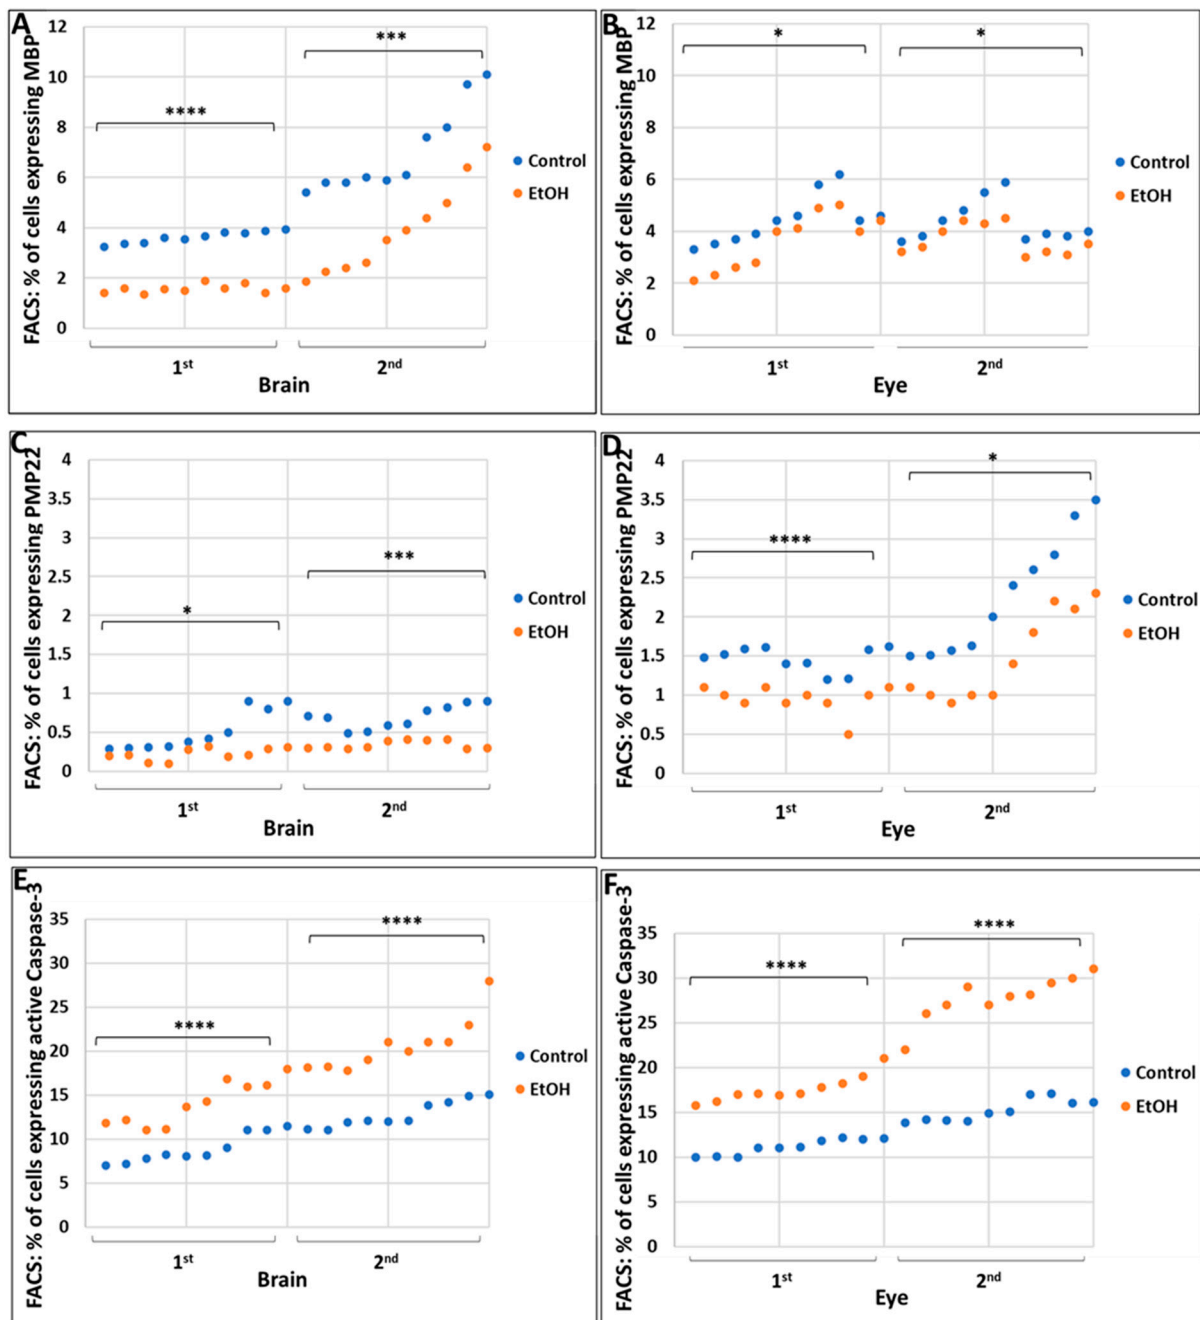 A
FACS: % of cells expressing MBP
12
10
8
6
4
2
0
****
***
Control
EtOH
1st
2nd
Brain
B
FACS: % of cells expressing MBP
12
10
8
6
4
2
0
*
*
Control
EtOH
1st
2nd
Eye
C
FACS: % of cells expressing PMP22
4
3.5
3
2.5
2
1.5
1
0.5
0
*
***
Control
EtOH
1st
2nd
Brain
D
FACS: % of cells expressing PMP22
4
3.5
3
2.5
2
1.5
1
0.5
0
****
*
Control
EtOH
1st
2nd
Eye
E
FACS: % of cells expressing active Caspase-3
35
30
25
20
15
10
5
0
****
****
Control
EtOH
1st
2nd
Brain
F
FACS: % of cells expressing active Caspase-3
35
30
25
20
15
10
5
0
****
****
Control
EtOH
1st
2nd
Eye